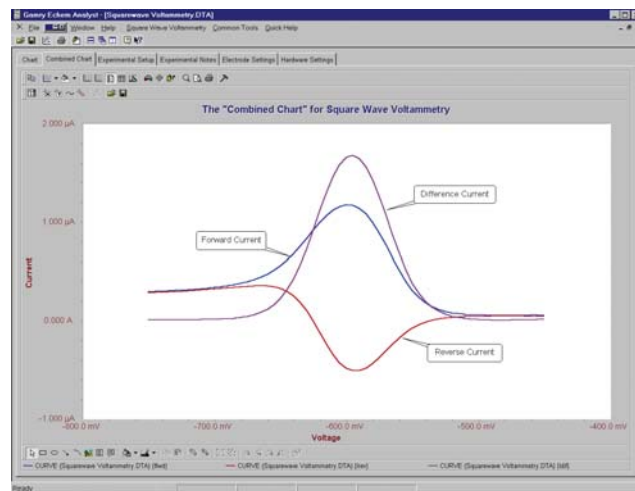 Gamry Echem Analyst - [Squarewave Voltammetry.DTA]
File Edit Window Help Square Wave Voltammetry Common Tools Quick Help
Chart Combined Chart Experimental Setup Experimental Notes Electrode Settings Hardware Settings
The "Combined Chart" for Square Wave Voltammetry
2.000 µA
Difference Current
1.000 µA
Forward Current
Current
0.000 A
Reverse Current
-1.000 µA
-800.0 mV -700.0 mV -600.0 mV -500.0 mV -400.0 mV
Voltage
CURVE (Squarewave Voltammetry.DTA) (fwd) CURVE (Squarewave Voltammetry.DTA) (rev) CURVE (Squarewave Voltammetry.DTA) (dif)
Ready